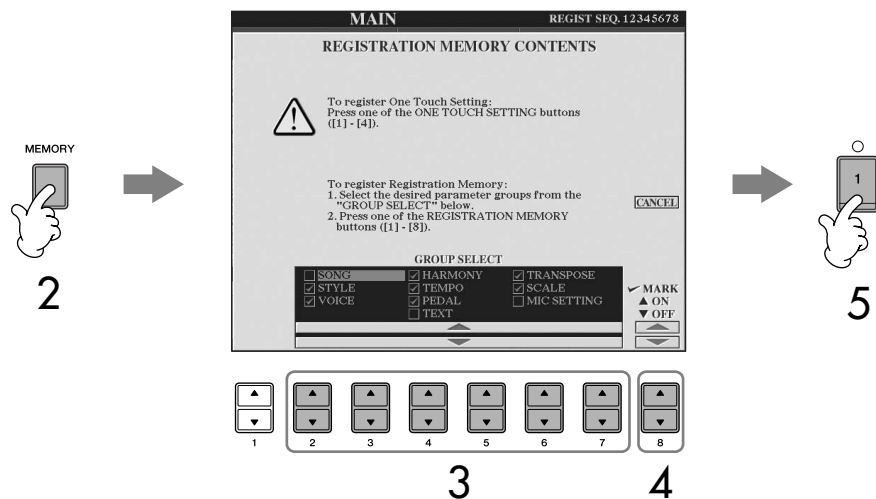 MAIN REGIST SEQ. 12345678
REGISTRATION MEMORY CONTENTS
To register One Touch Setting:
Press one of the ONE TOUCH SETTING buttons
([1] - [4]).
MEMORY
2
To register Registration Memory:
1. Select the desired parameter groups from the
"GROUP SELECT" below.
2. Press one of the REGISTRATION MEMORY
buttons ([1] - [8]).
CANCEL
1
5
GROUP SELECT
SONG HARMONY TRANSPOSE
STYLE TEMPO SCALE
VOICE PEDAL MIC SETTING
TEXT
MARK
▲ ON
▼ OFF
1 2 3 4 5 6 7 8
3 4